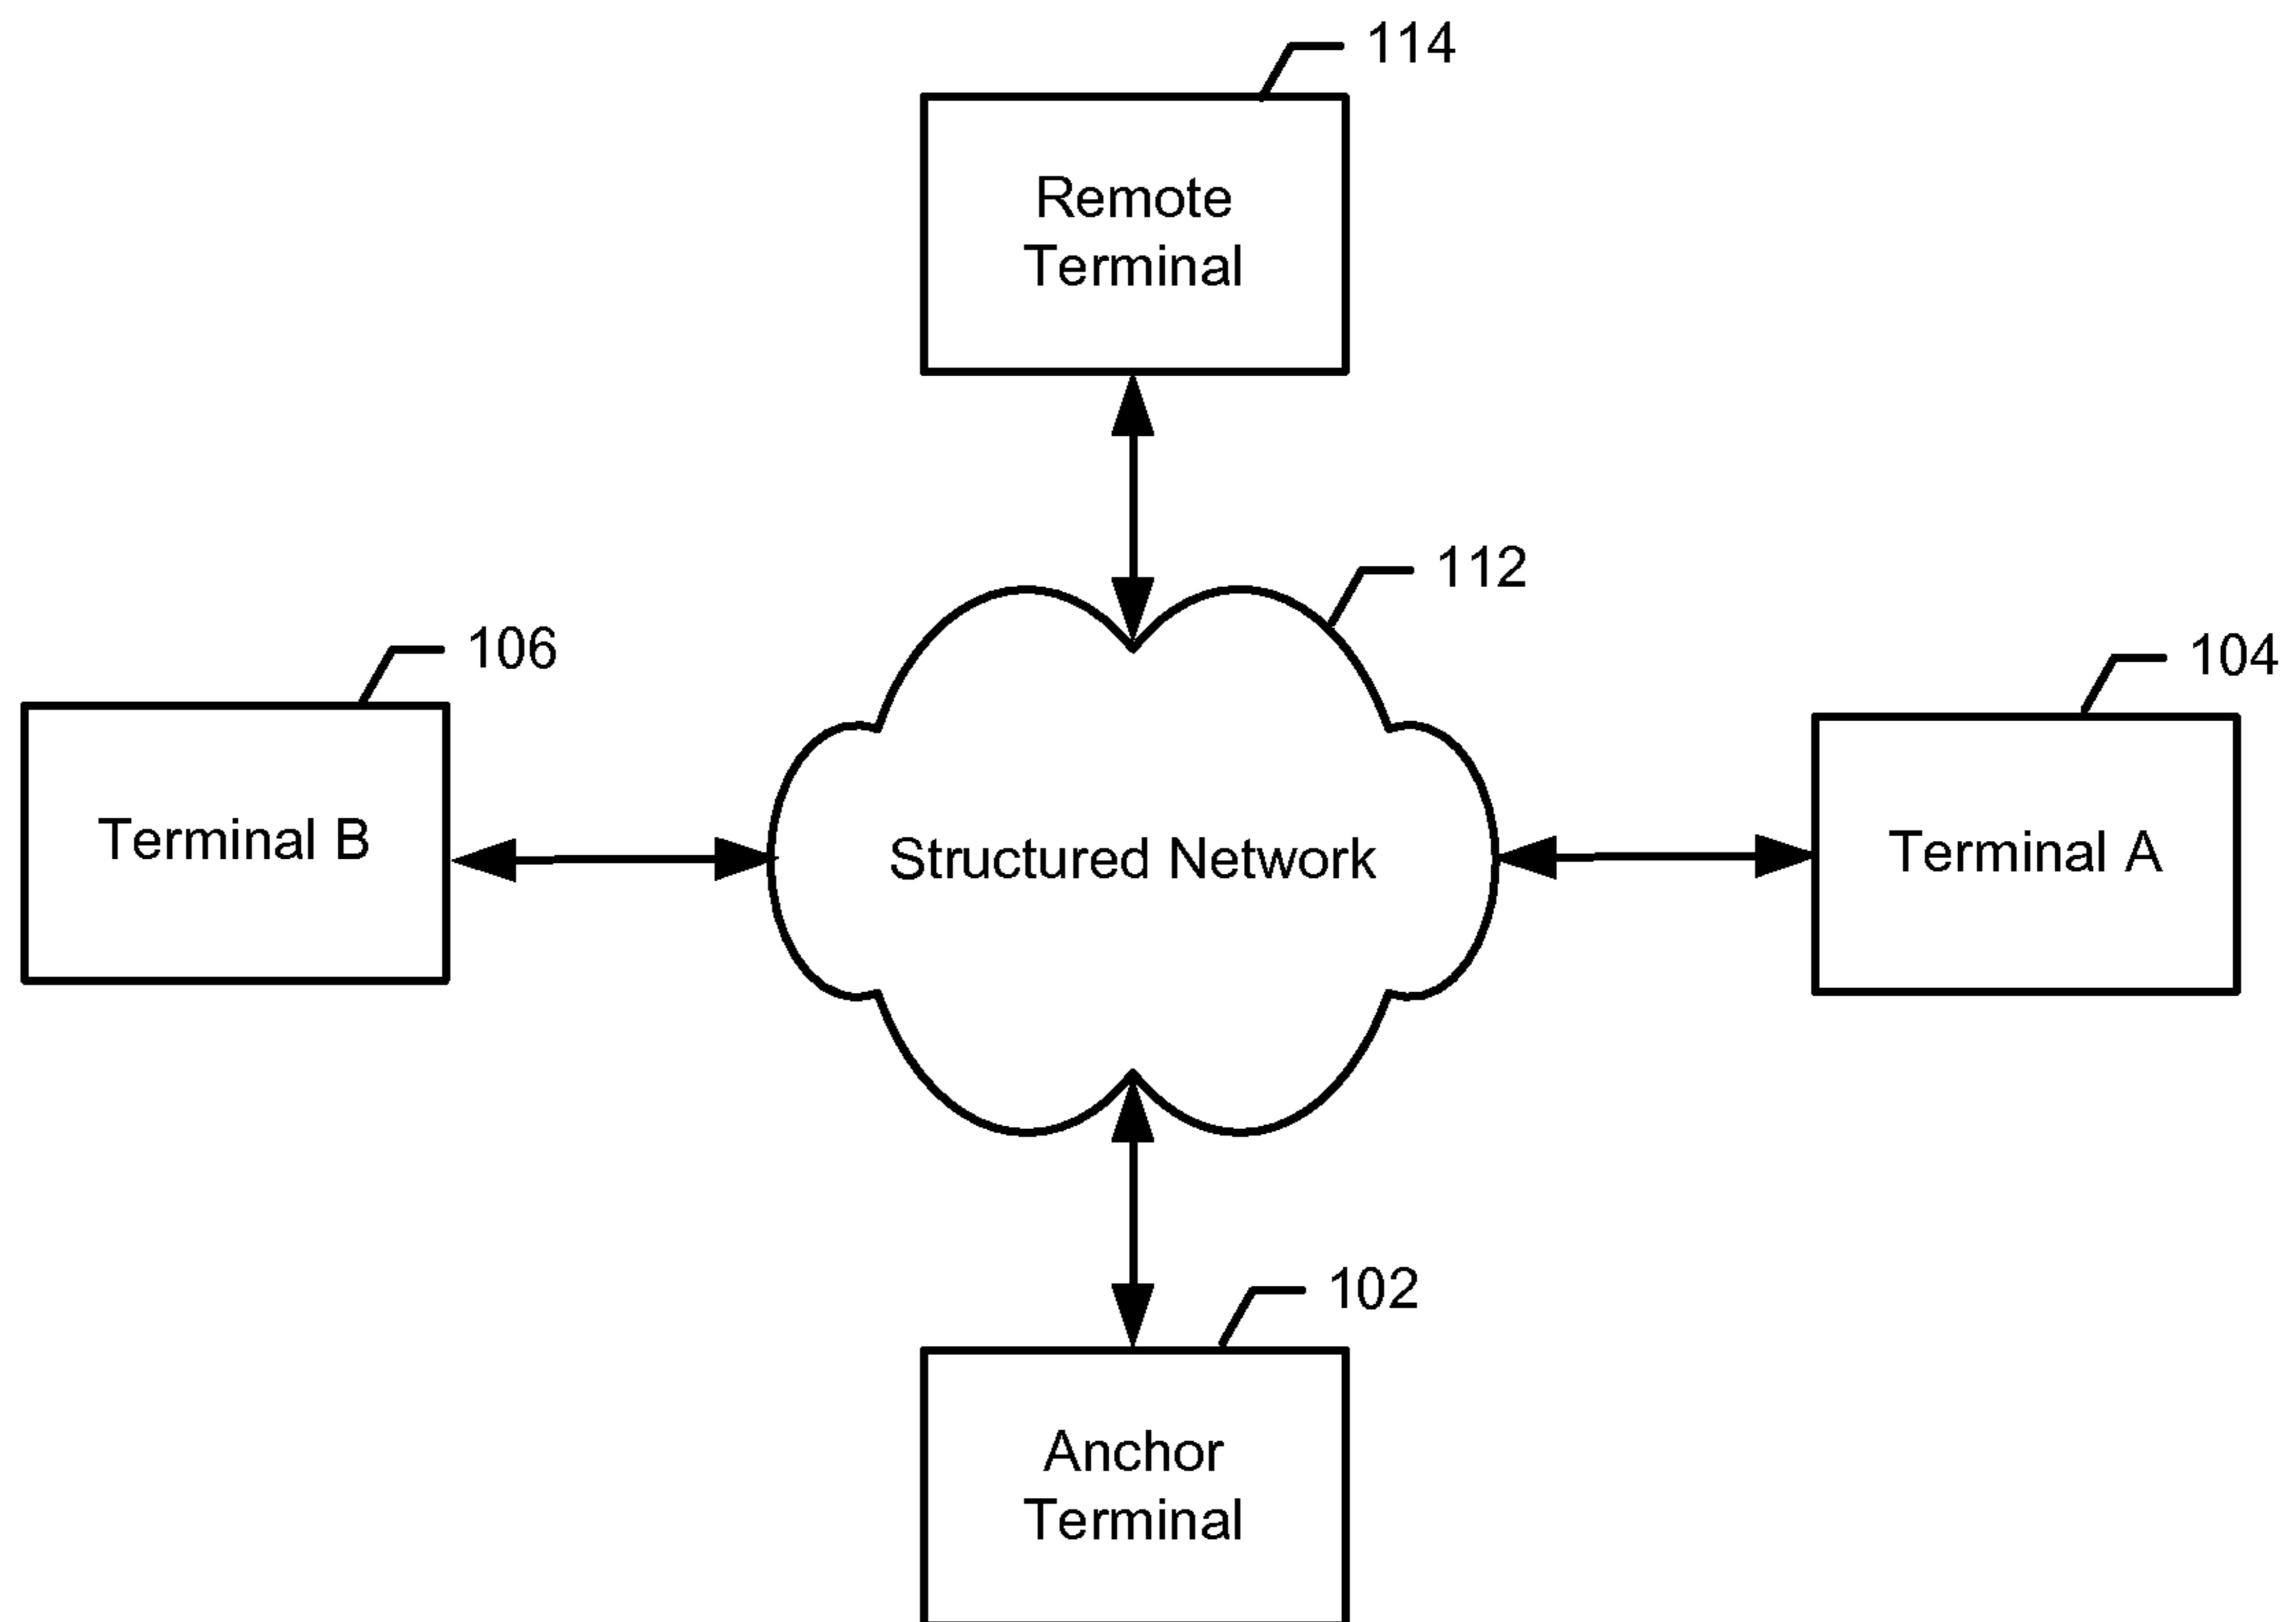 114
Remote
Terminal
112
106
104
Terminal B
Structured Network
Terminal A
102
Anchor
Terminal